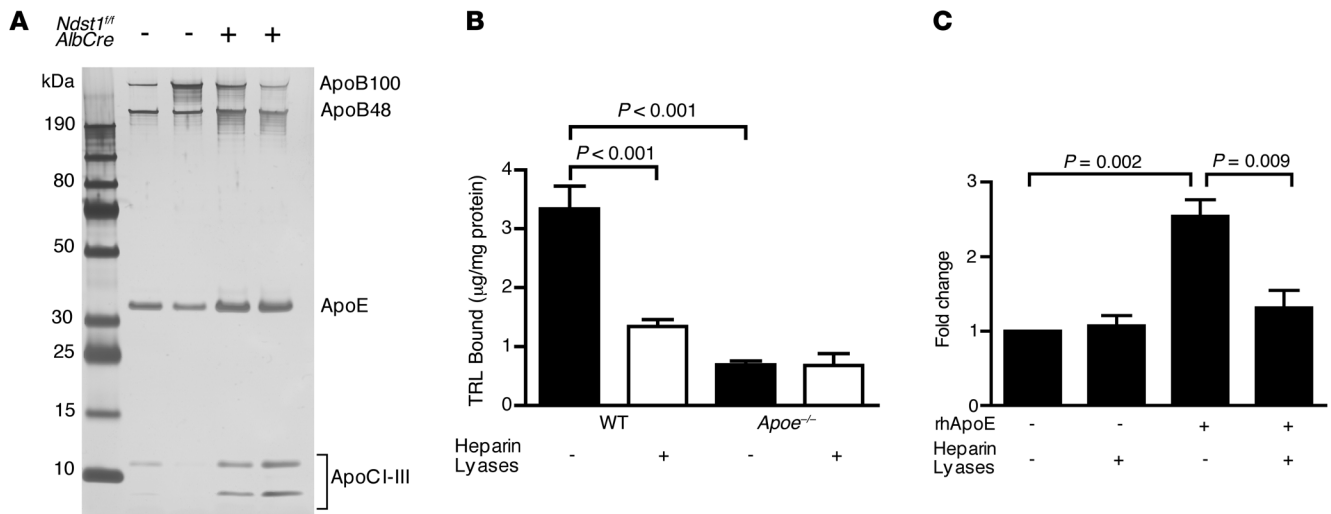 A
Ndst1f/f
AlbCre - - + +
kDa
190
80
50
30
25
15
10
ApoB100
ApoB48
ApoE
ApoCI-III
B
P < 0.001
P < 0.001
TRL Bound (μg/mg protein)
4
3
2
1
0
WT Apoe–/–
Heparin
Lyases - + - +
C
P = 0.002 P = 0.009
Fold change
3
2
1
0
rhApoE - - + +
Heparin
Lyases - + - +